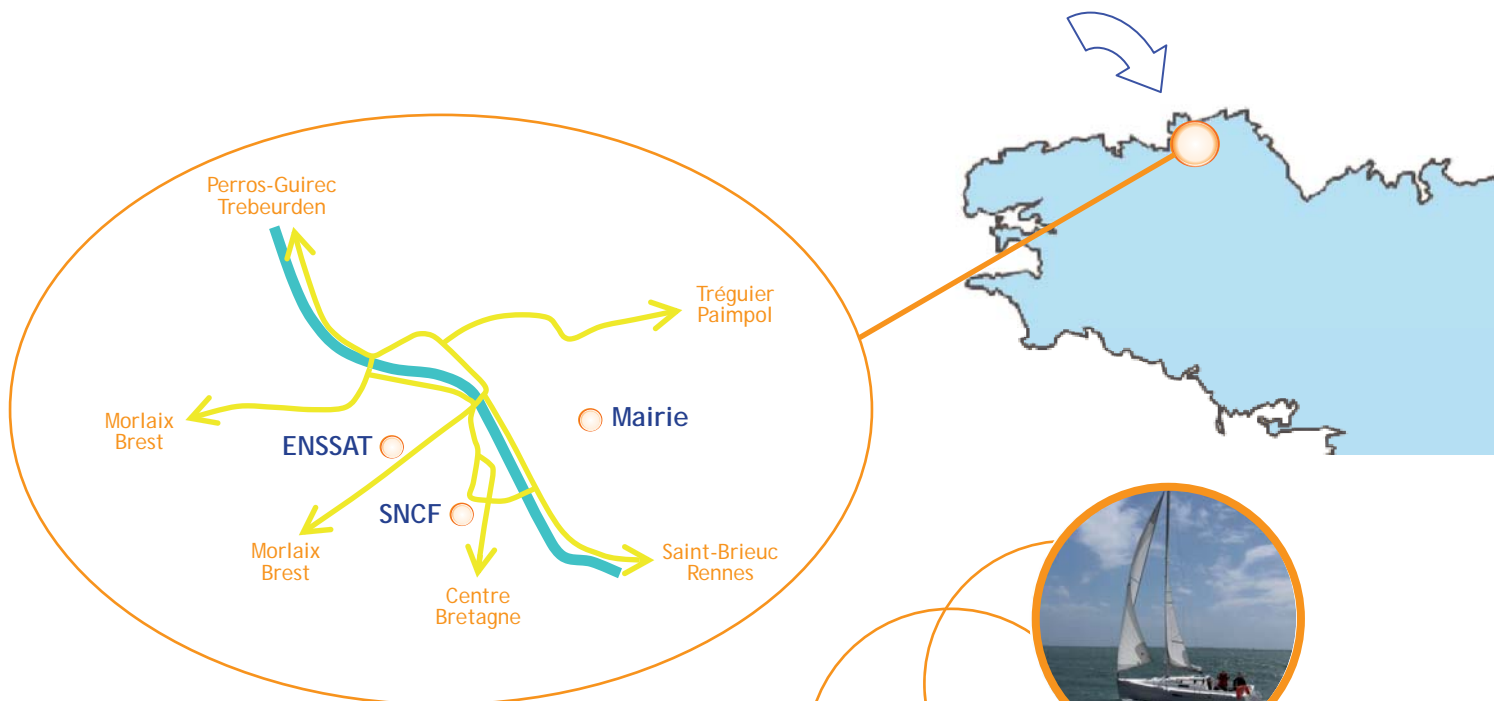 Perros-Guirec
Trebeurden
Tréguier
Paimpol
Morlaix
Brest
Mairie
ENSSAT
SNCF
Morlaix
Brest
Saint-Brieuc
Rennes
Centre
Bretagne